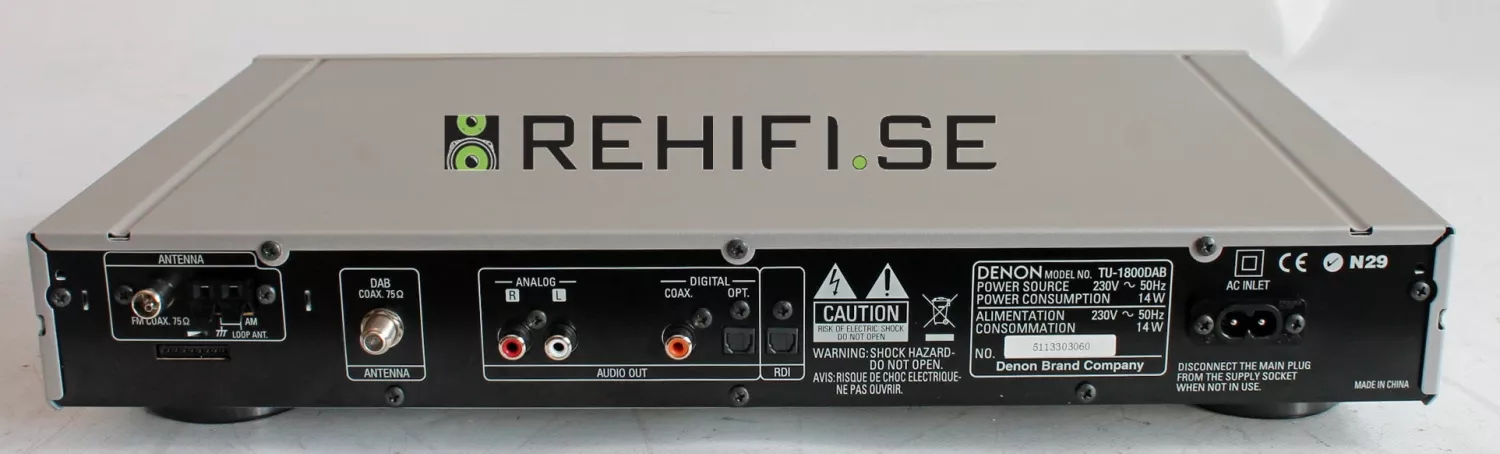 REHIFI.SE
ANTENNA
FM COAX. 75Ω
AM
LOOP ANT.
DAB
COAX. 75Ω
ANTENNA
ANALOG
R L
DIGITAL
COAX. OPT.
AUDIO OUT
RDI
CAUTION
RISK OF ELECTRIC SHOCK
DO NOT OPEN
WARNING: SHOCK HAZARD-
DO NOT OPEN.
AVIS: RISQUE DE CHOC ELECTRIQUE-
NE PAS OUVRIR.
DENON MODEL NO. TU-1800DAB
POWER SOURCE 230V ~ 50Hz
POWER CONSUMPTION 14W
ALIMENTATION 230V ~ 50Hz
CONSOMMATION 14W
NO. 5113303060
Denon Brand Company
CE N29
AC INLET
DISCONNECT THE MAIN PLUG
FROM THE SUPPLY SOCKET
WHEN NOT IN USE.
MADE IN CHINA